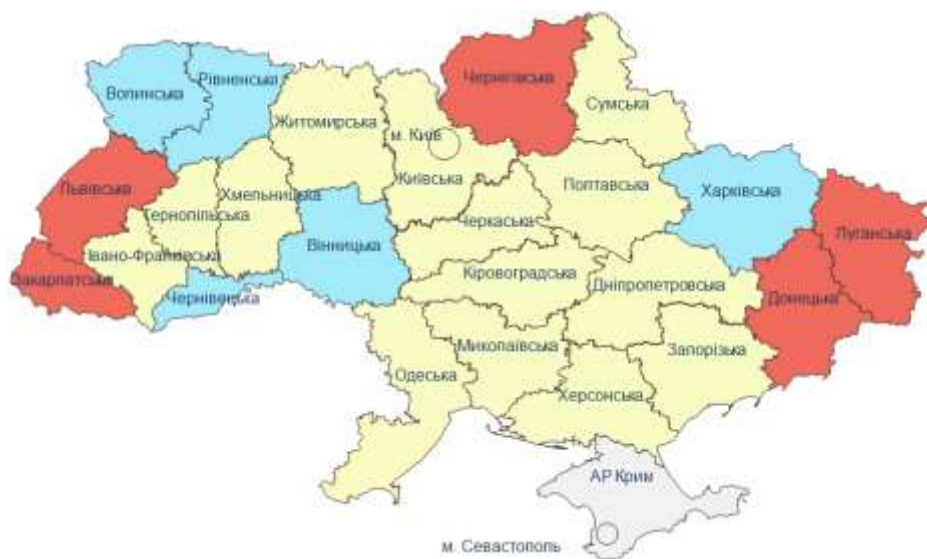 Чернігівська
Рівненська
Волинська
Сумська
Житомирська
м. Київ
Львівська
Київська
Хмельницька
Полтавська
Харківська
Тернопільська
Черкаська
Луганська
Вінницька
Івано-Франківська
Кіровоградська
Закарпатська
Дніпропетровська
Донецька
Чернівецька
Миколаївська
Запорізька
Одеська
Херсонська
АР Крим
м. Севастополь